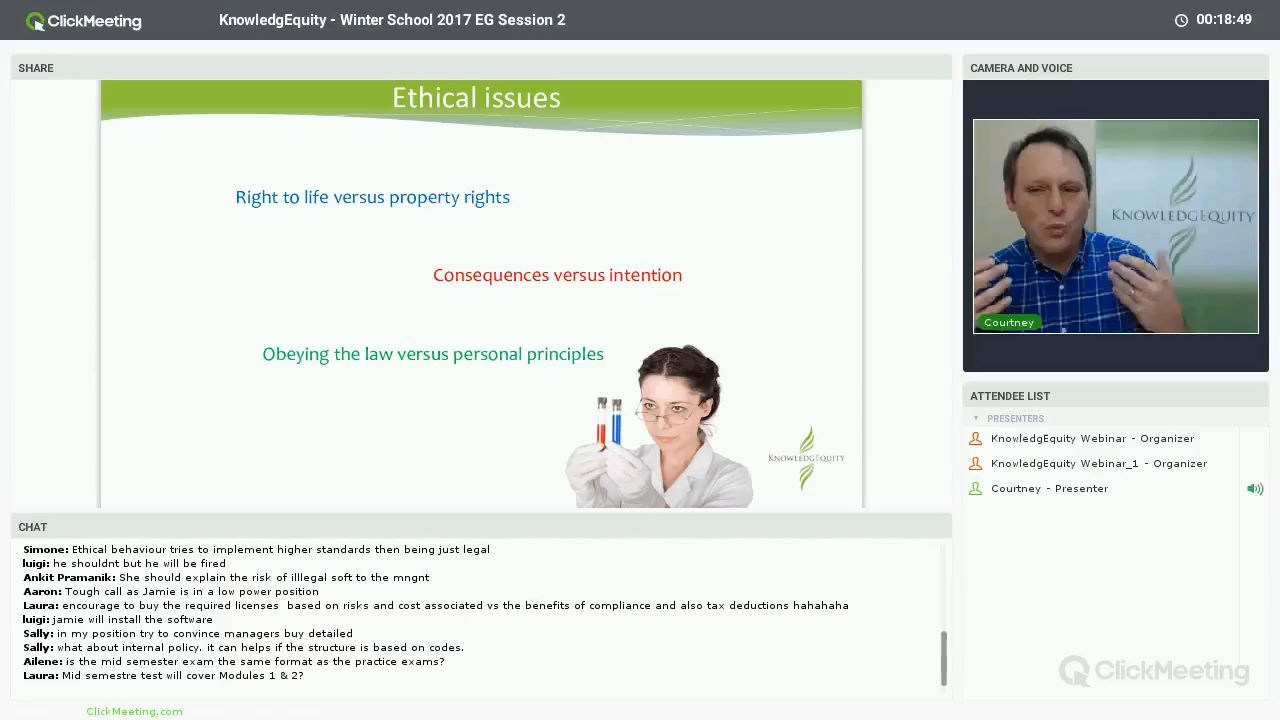 ClickMeeting
KnowledgEquity - Winter School 2017 EG Session 2
00:18:49
SHARE
Ethical issues
Right to life versus property rights
Consequences versus intention
Obeying the law versus personal principles
KNOWLEDGEQUITY
CAMERA AND VOICE
KNOWLEDGEQUITY
Courtney
ATTENDEE LIST
PRESENTERS
KnowledgEquity Webinar - Organizer
KnowledgEquity Webinar_1 - Organizer
Courtney - Presenter
CHAT
Simone: Ethical behaviour tries to implement higher standards then being just legal
luigi: he shouldnt but he will be fired
Ankit Pramanik: She should explain the risk of illlegal soft to the mngnt
Aaron: Tough call as Jamie is in a low power position
Laura: encourage to buy the required licenses based on risks and cost associated vs the benefits of compliance and also tax deductions hahahaha
luigi: jamie will install the software
Sally: in my position try to convince managers buy detailed
Sally: what about internal policy. it can helps if the structure is based on codes.
Ailene: is the mid semester exam the same format as the practice exams?
Laura: Mid semestre test will cover Modules 1 & 2?
ClickMeeting
ClickMeeting.com